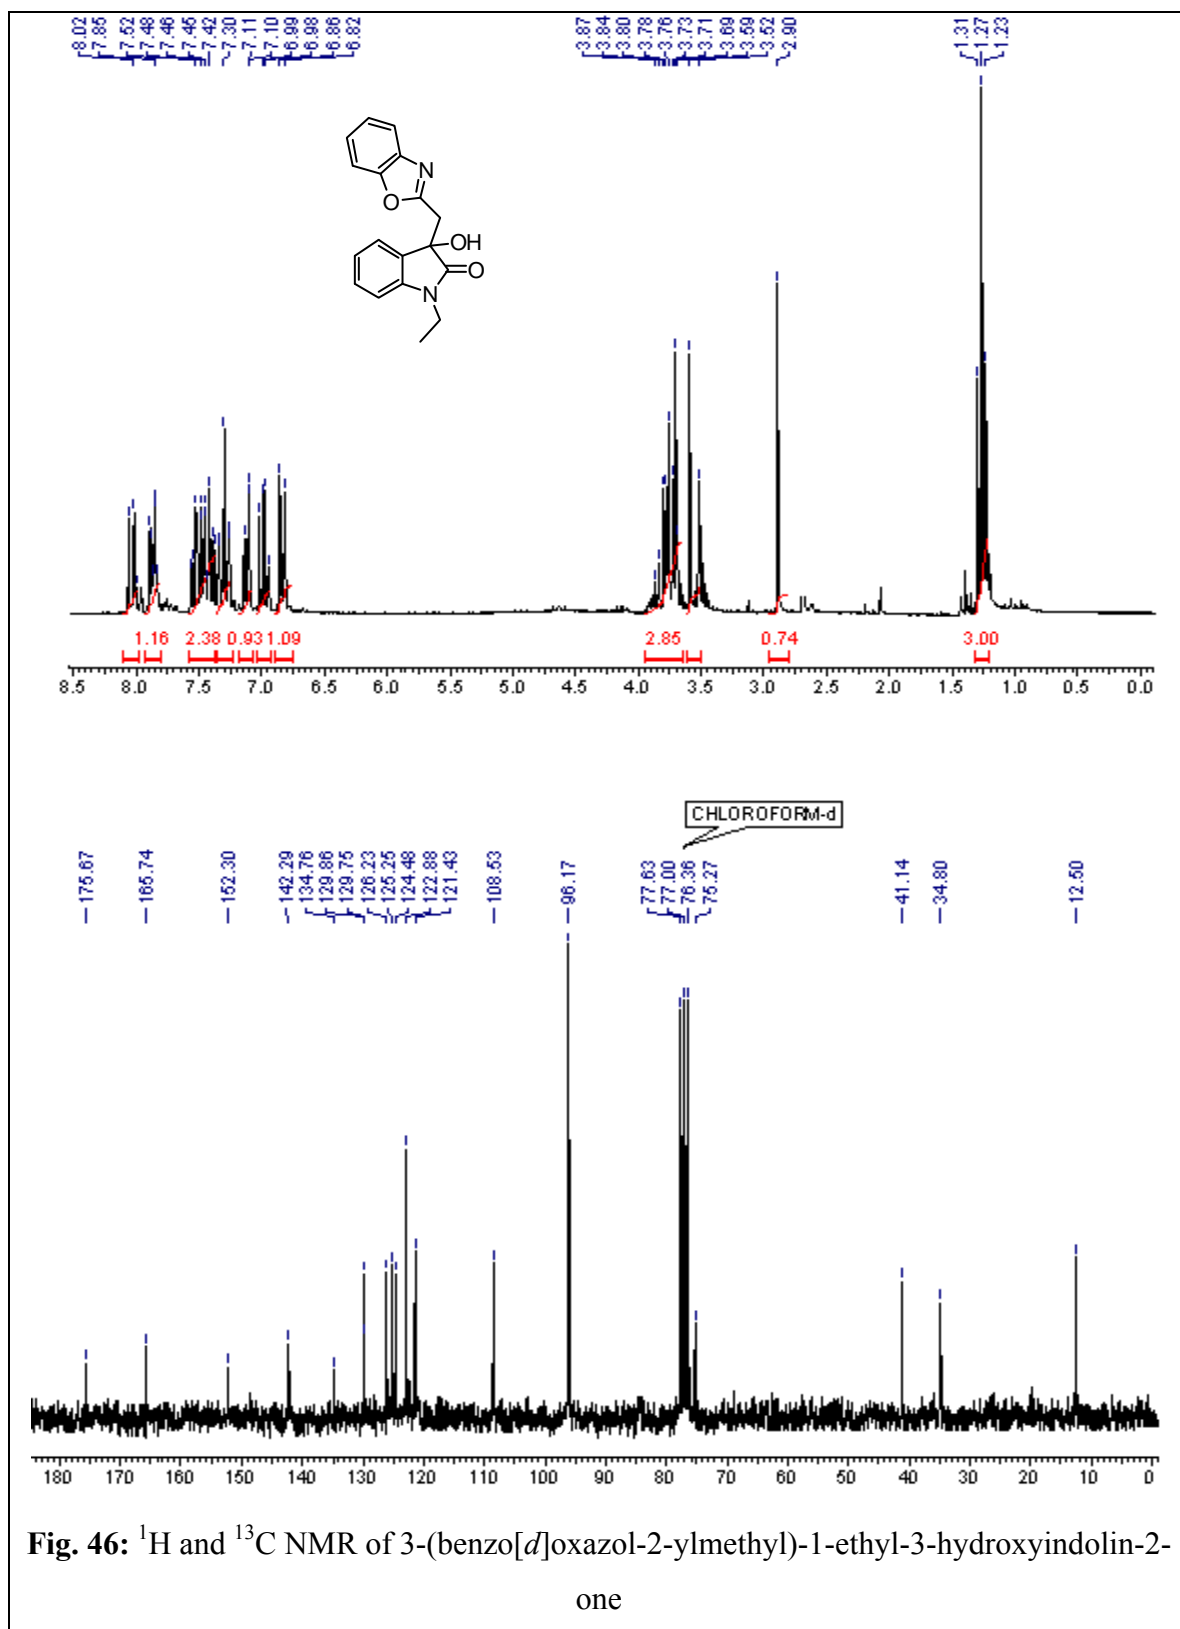 8.02 7.85 7.52 7.48 7.46 7.45 7.42 7.30 7.11 7.10 6.99 6.98 6.86 6.82 3.87 3.84 3.80 3.78 3.76 3.73 3.71 3.69 3.59 3.52 2.90 1.31 1.27 1.23
N
O
OH
O
N
1.16 2.38 0.93 1.09 2.85 0.74 3.00
8.5 8.0 7.5 7.0 6.5 6.0 5.5 5.0 4.5 4.0 3.5 3.0 2.5 2.0 1.5 1.0 0.5 0.0
CHLOROFORM-d
175.67 165.74 152.30 142.29 134.76 129.86 129.75 126.23 125.25 124.48 122.88 121.43 108.53 96.17 77.63 77.00 76.36 75.27 41.14 34.80 12.50
180 170 160 150 140 130 120 110 100 90 80 70 60 50 40 30 20 10 0
Fig. 46: ¹H and ¹³C NMR of 3-(benzo[d]oxazol-2-ylmethyl)-1-ethyl-3-hydroxyindolin-2-
one